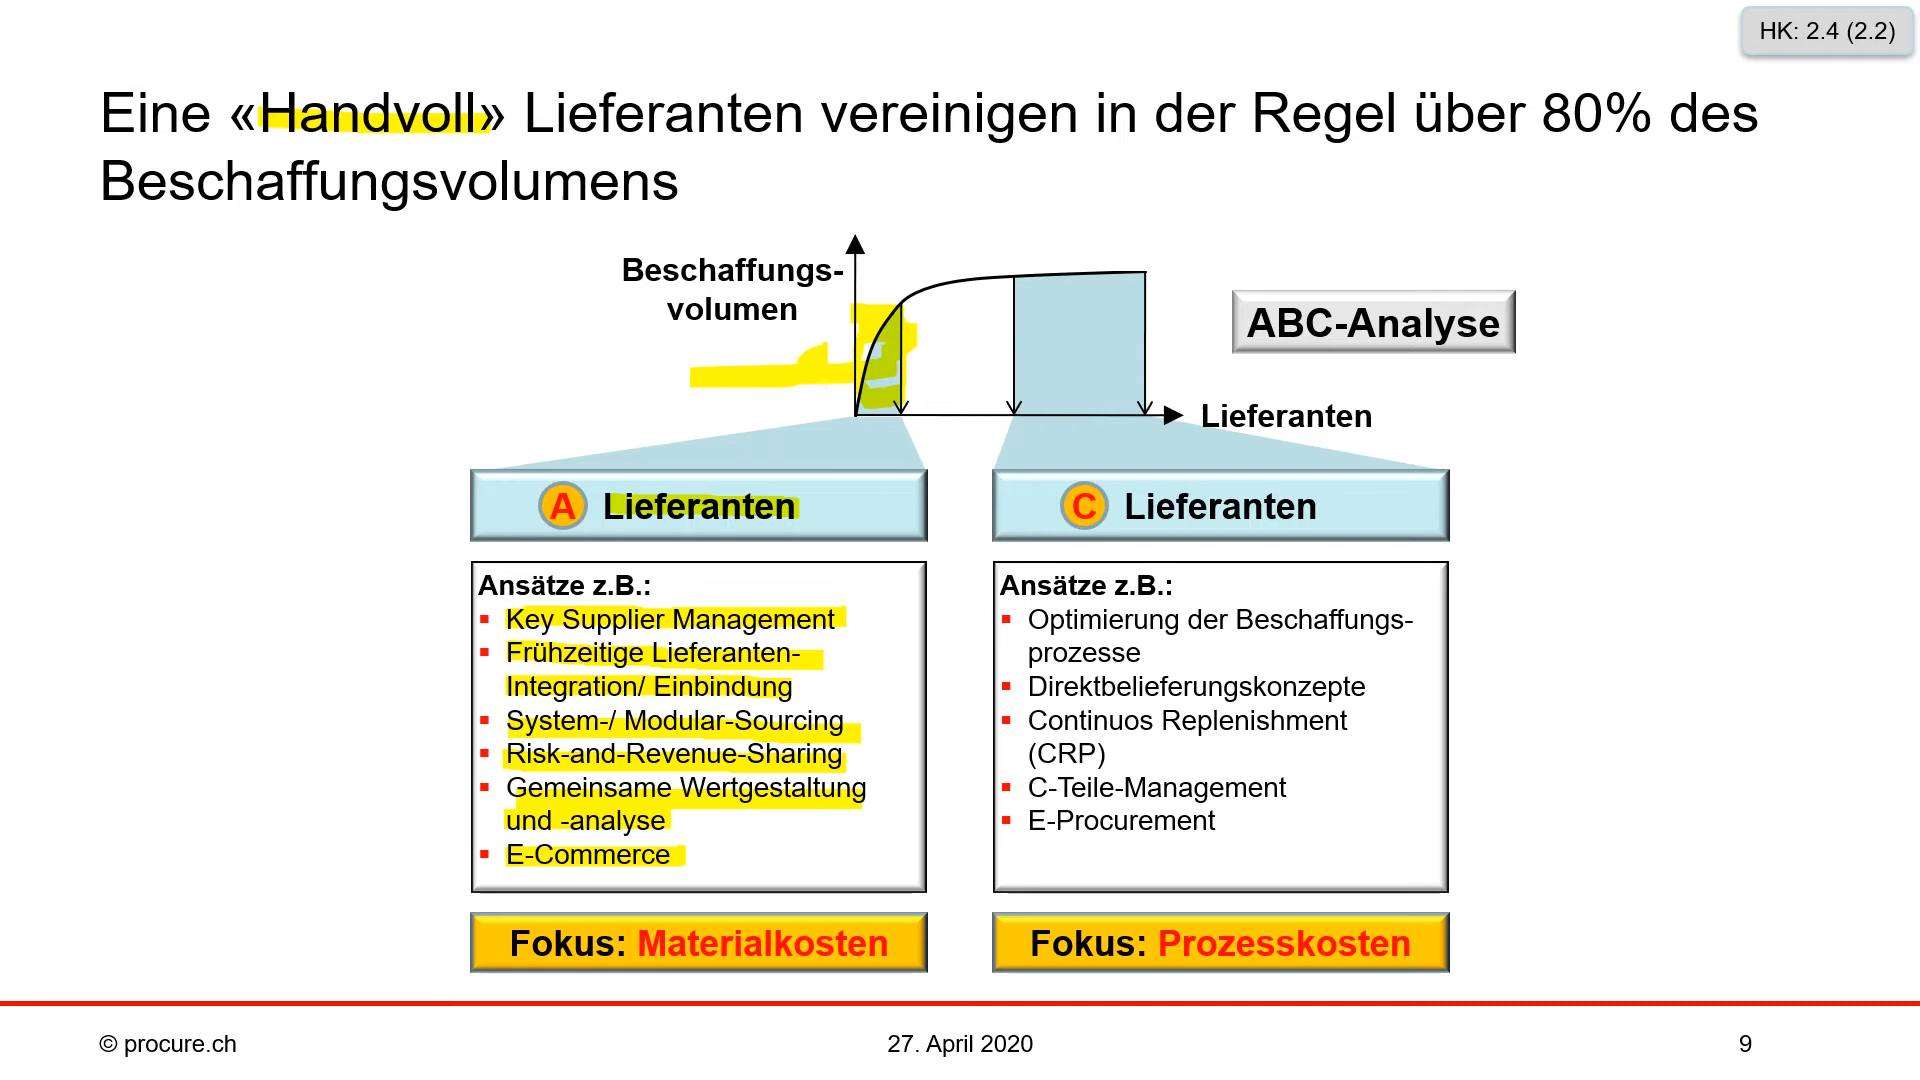 HK: 2.4 (2.2)
Eine «Handvoll» Lieferanten vereinigen in der Regel über 80% des
Beschaffungsvolumens
Beschaffungs-
volumen
ABC-Analyse
Lieferanten
A Lieferanten
Ansätze z.B.:
▪ Key Supplier Management
▪ Frühzeitige Lieferanten-
Integration/ Einbindung
▪ System-/ Modular-Sourcing
▪ Risk-and-Revenue-Sharing
▪ Gemeinsame Wertgestaltung
und -analyse
▪ E-Commerce
Fokus: Materialkosten
C Lieferanten
Ansätze z.B.:
▪ Optimierung der Beschaffungs-
prozesse
▪ Direktbelieferungskonzepte
▪ Continuos Replenishment
(CRP)
▪ C-Teile-Management
▪ E-Procurement
Fokus: Prozesskosten
© procure.ch
27. April 2020
9